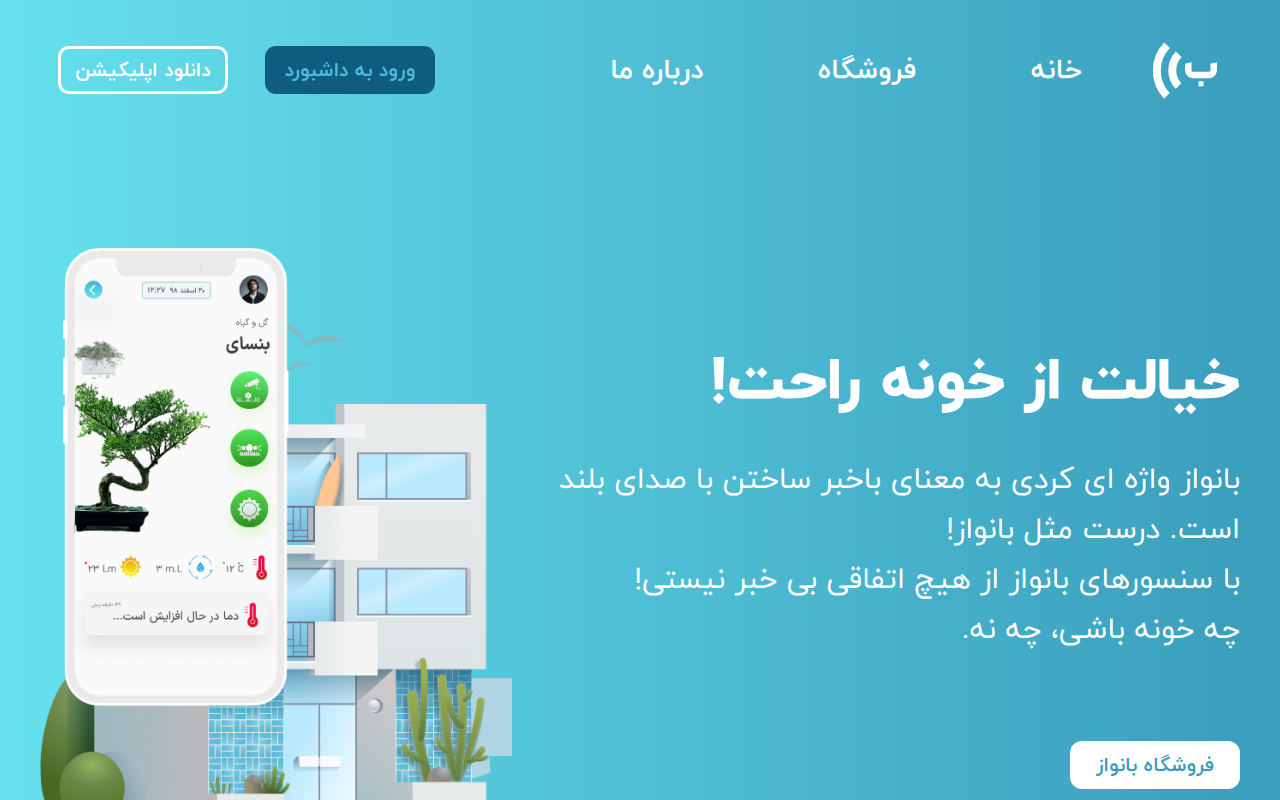 ب
خانه
فروشگاه
درباره ما
ورود به داشبورد
دانلود اپلیکیشن
۲۰ اسفند ۹۸ ۱۲:۲۷
گل و گیاه
بنسای
۱۲ ْC
۳ m.L
۲۳ Lm
۳۹ دقیقه پیش
دما در حال افزایش است...
خیالت از خونه راحت!
بانواز واژه ای کردی به معنای باخبر ساختن با صدای بلند
است. درست مثل بانواز!
با سنسورهای بانواز از هیچ اتفاقی بی خبر نیستی!
چه خونه باشی، چه نه.
فروشگاه بانواز